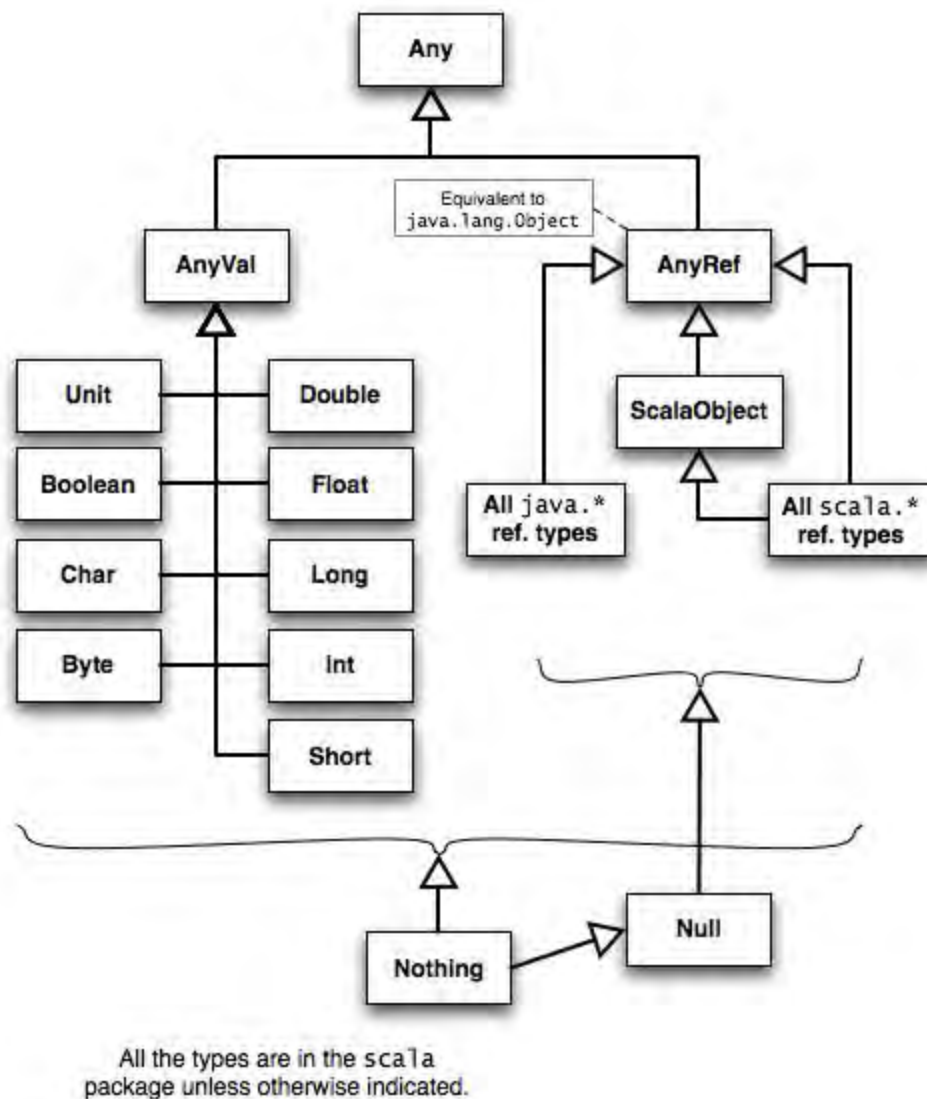 Any
Equivalent to
java.lang.Object
AnyVal
AnyRef
Unit
Double
ScalaObject
Boolean
Float
All java.*
ref. types
All scala.*
ref. types
Char
Long
Byte
Int
Short
Null
Nothing
All the types are in the scala
package unless otherwise indicated.